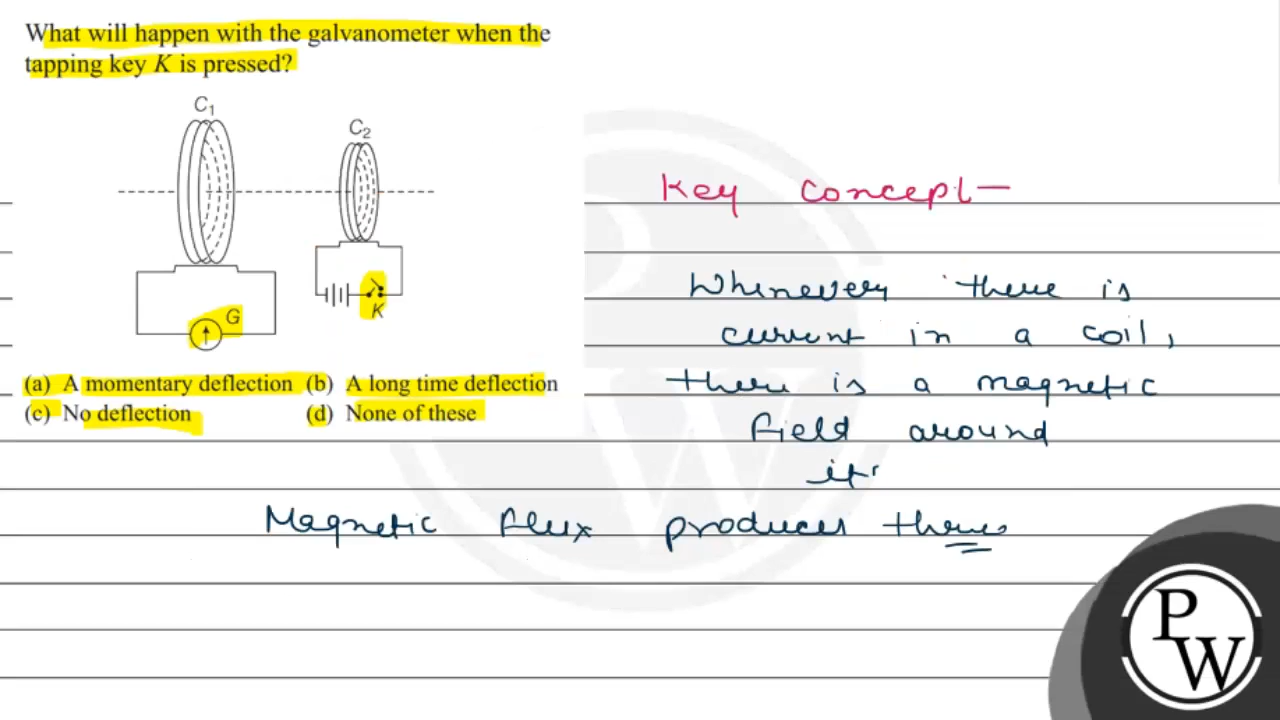 What will happen with the galvanometer when the
tapping key K is pressed?
C1
C2
G
K
(a) A momentary deflection (b) A long time deflection
(c) No deflection (d) None of these
Key concept—
Whenever there is
current in a coil,
there is a magnetic
field around
it.
Magnetic flux produces there
PW
PW